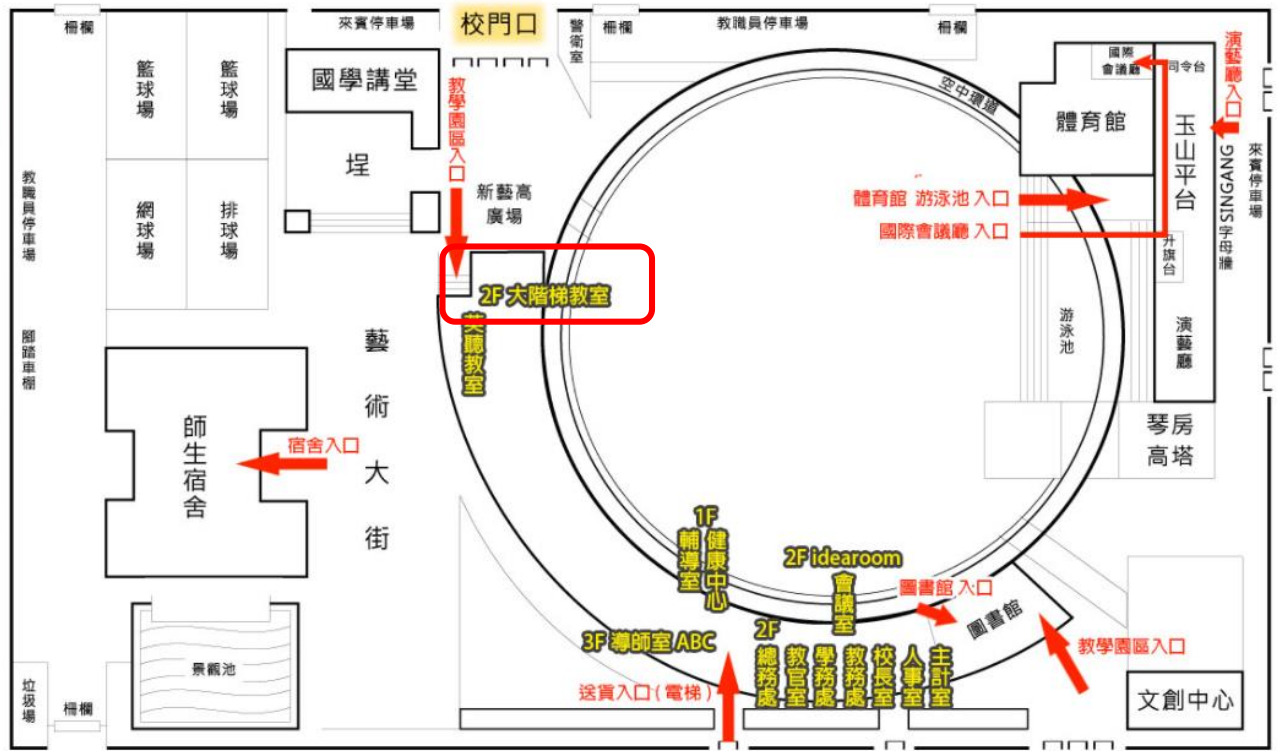 柵欄
來賓停車場
校門口
警衛室
柵欄
教職員停車場
柵欄
籃球場
籃球場
國學講堂
教學園區入口
空中環道
國際
會議廳
司令台
演藝廳入口
體育館
玉山平台
埕
新藝高
廣場
教職員停車場
網球場
排球場
體育館 游泳池 入口
國際會議廳 入口
SINGANG字母牆
來賓停車場
升旗台
2F 大階梯教室
英聽教室
游泳池
演藝廳
腳踏車棚
藝術大街
師生宿舍
宿舍入口
琴房
高塔
1F
輔導室
健康中心
2F idearoom
會議室
圖書館 入口
圖書館
3F 導師室 ABC
2F
總務處
教官室
學務處
教務處
校長室
人事室
主計室
教學園區入口
景觀池
送貨入口(電梯)
文創中心
垃圾場
柵欄